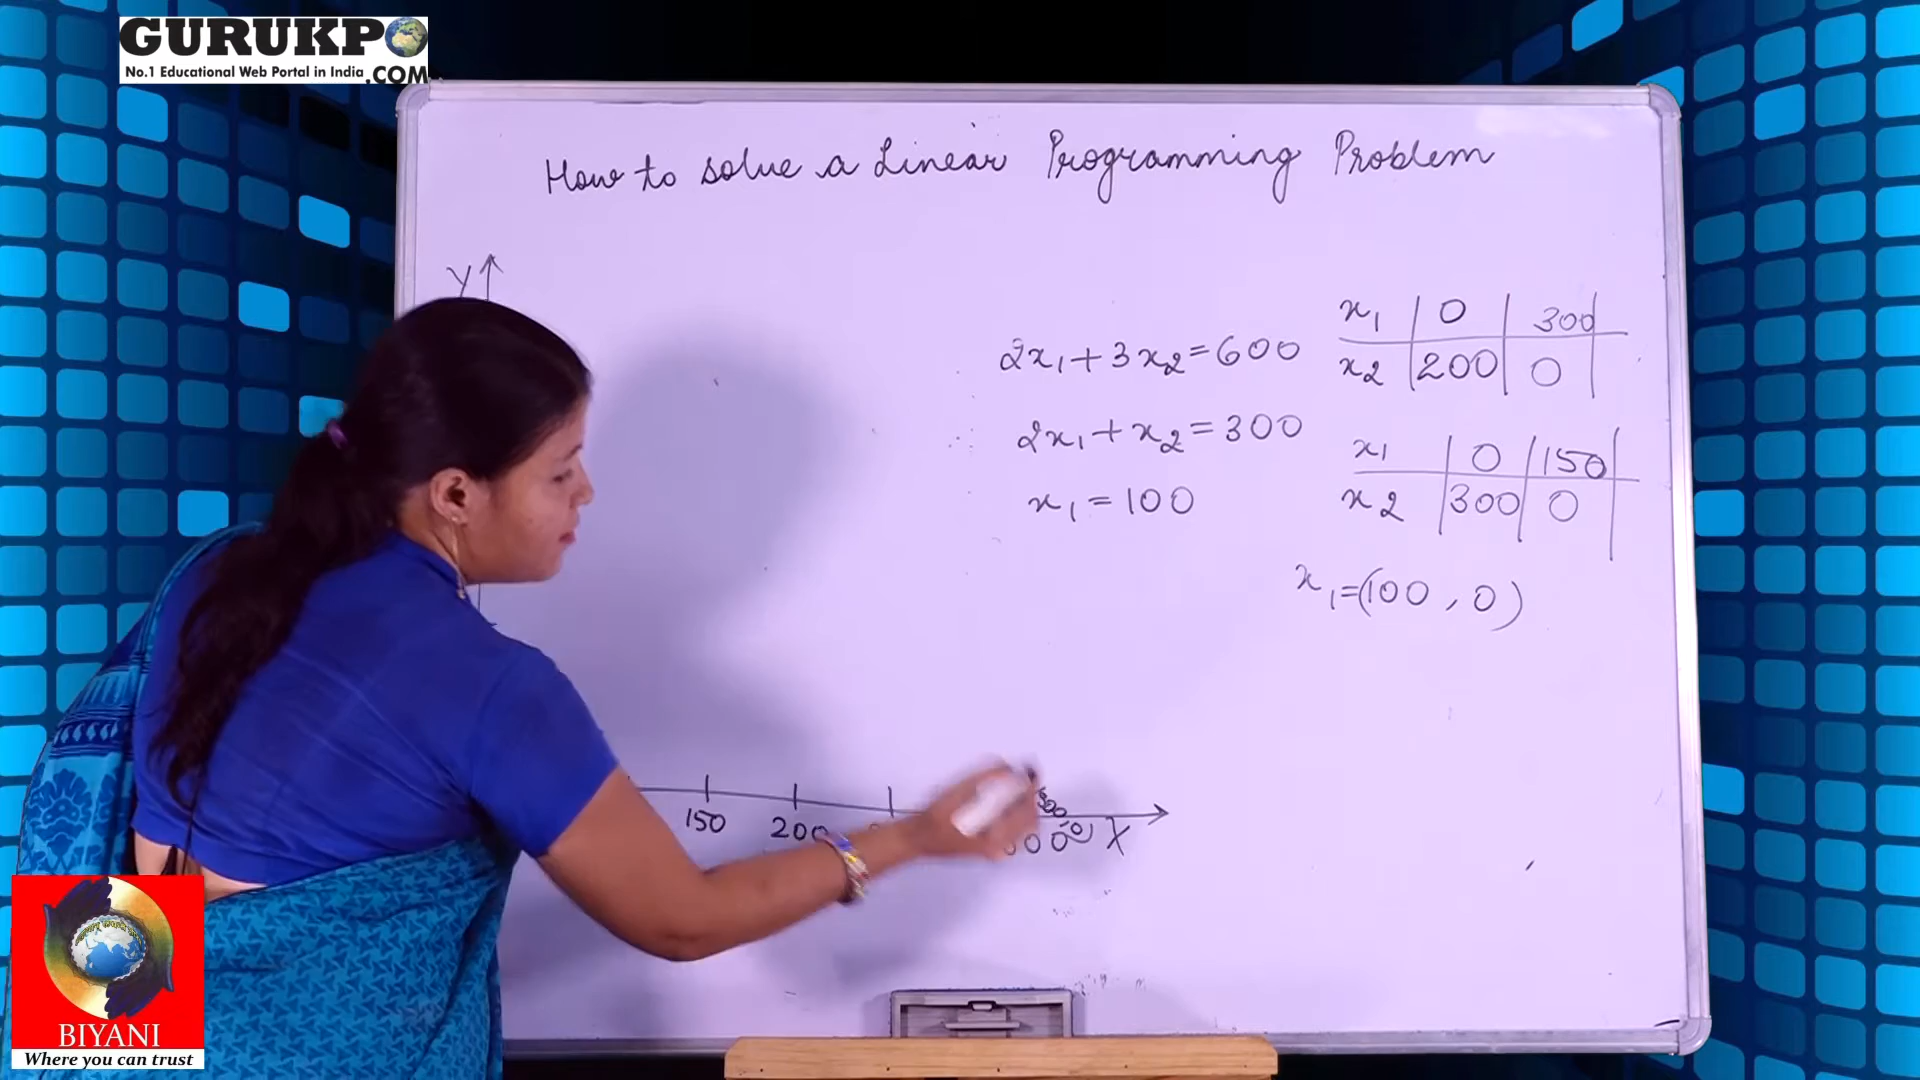 GURUKPO
No.1 Educational Web Portal in India .COM
How to solve a Linear Programming Problem
Y
2x₁ + 3x₂ = 600
x₁ 0 300
x₂ 200 0
2x₁ + x₂ = 300
x₁ 0 150
x₂ 300 0
x₁ = 100
x₁ = (100, 0)
150 200 X
BIYANI
Where you can trust